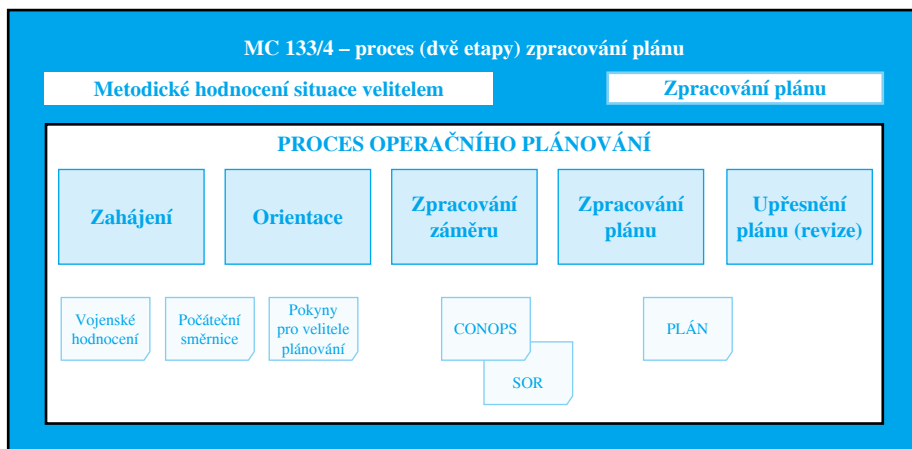 MC 133/4 – proces (dvě etapy) zpracování plánu
Metodické hodnocení situace velitelem
Zpracování plánu
PROCES OPERAČNÍHO PLÁNOVÁNÍ
Zahájení
Orientace
Zpracování
záměru
Zpracování
plánu
Upřesnění
plánu (revize)
Vojenské
hodnocení
Počáteční
směrnice
Pokyny
pro velitele
plánování
CONOPS
SOR
PLÁN